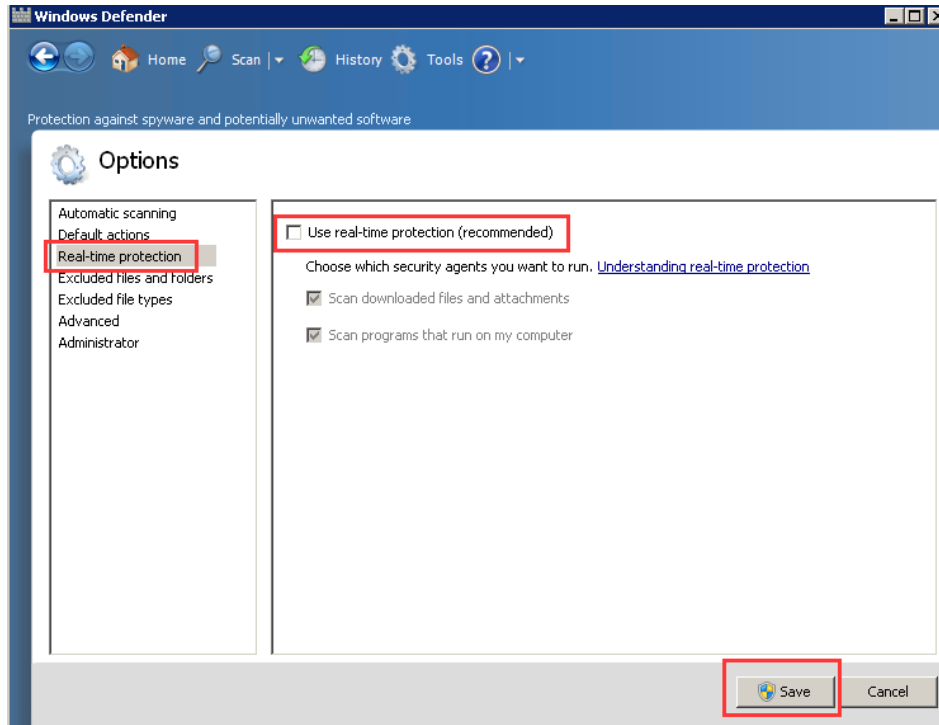 Windows Defender
Home Scan History Tools ?
Protection against spyware and potentially unwanted software
Options
Automatic scanning
Default actions
Real-time protection
Excluded files and folders
Excluded file types
Advanced
Administrator
Use real-time protection (recommended)
Choose which security agents you want to run. Understanding real-time protection
Scan downloaded files and attachments
Scan programs that run on my computer
Save Cancel